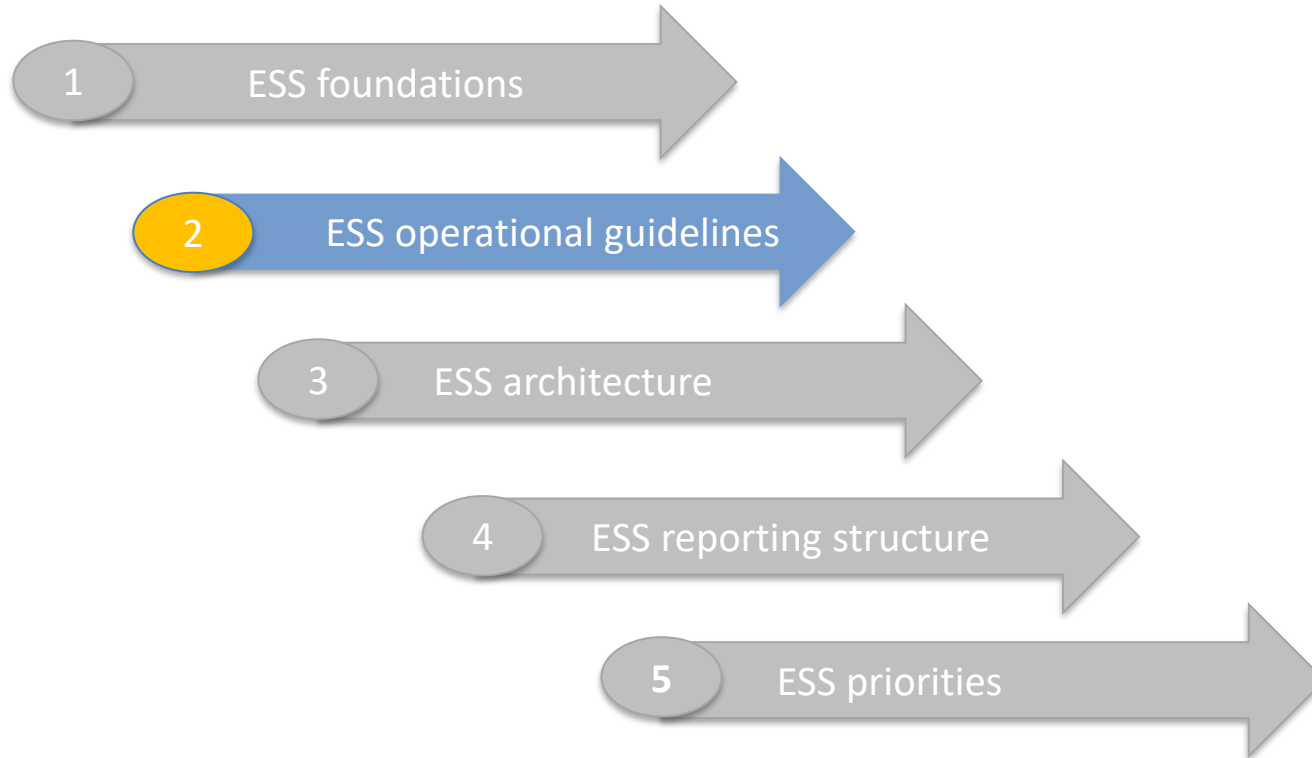 1 ESS foundations
2 ESS operational guidelines
3 ESS architecture
4 ESS reporting structure
5 ESS priorities